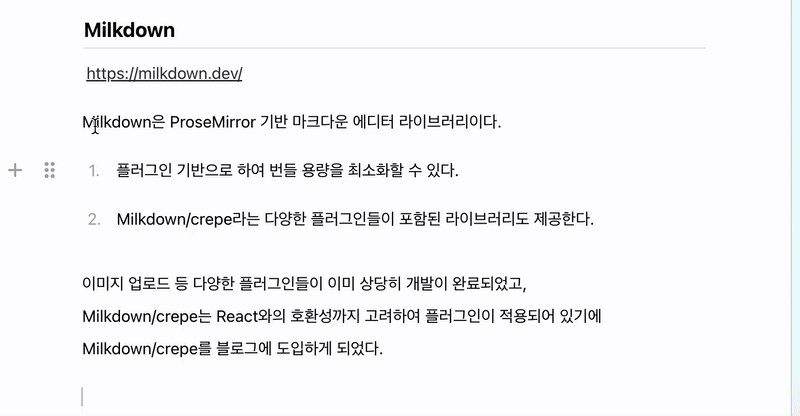 Milkdown
https://milkdown.dev/
Milkdown은 ProseMirror 기반 마크다운 에디터 라이브러리이다.
1. 플러그인 기반으로 하여 번들 용량을 최소화할 수 있다.
2. Milkdown/crepe라는 다양한 플러그인들이 포함된 라이브러리도 제공한다.
이미지 업로드 등 다양한 플러그인들이 이미 상당히 개발이 완료되었고,
Milkdown/crepe는 React와의 호환성까지 고려하여 플러그인이 적용되어 있기에
Milkdown/crepe를 블로그에 도입하게 되었다.